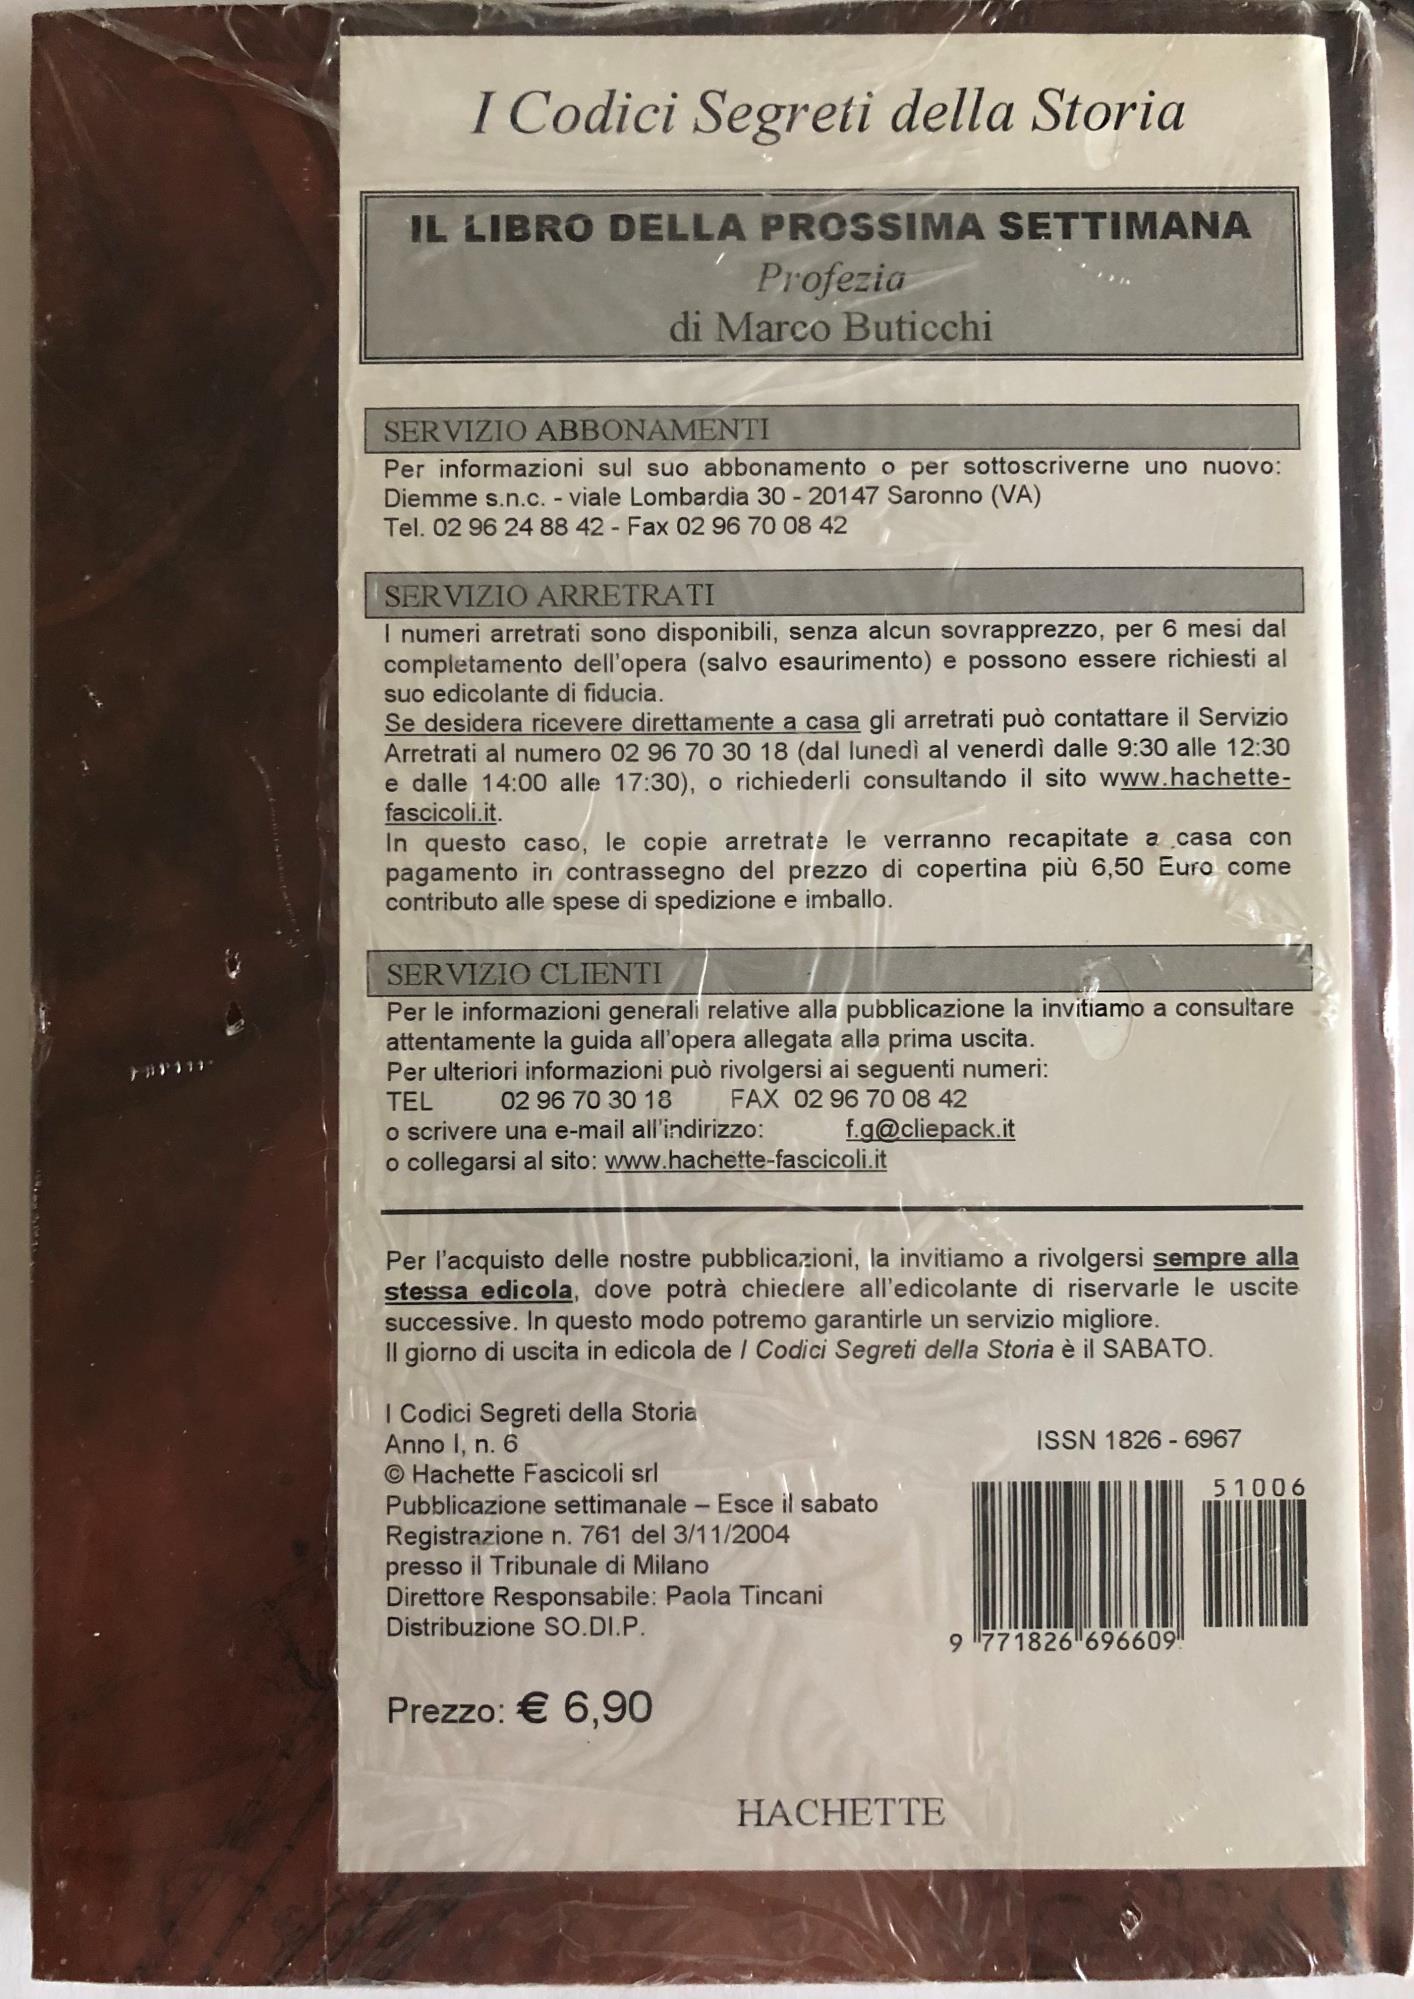 I Codici Segreti della Storia
IL LIBRO DELLA PROSSIMA SETTIMANA
Profezia
di Marco Buticchi
SERVIZIO ABBONAMENTI
Per informazioni sul suo abbonamento o per sottoscriverne uno nuovo:
Diemme s.n.c. - viale Lombardia 30 - 20147 Saronno (VA)
Tel. 02 96 24 88 42 - Fax 02 96 70 08 42
SERVIZIO ARRETRATI
I numeri arretrati sono disponibili, senza alcun sovrapprezzo, per 6 mesi dal
completamento dell'opera (salvo esaurimento) e possono essere richiesti al
suo edicolante di fiducia.
Se desidera ricevere direttamente a casa gli arretrati può contattare il Servizio
Arretrati al numero 02 96 70 30 18 (dal lunedì al venerdì dalle 9:30 alle 12:30
e dalle 14:00 alle 17:30), o richiederli consultando il sito www.hachette-
fascicoli.it.
In questo caso, le copie arretrate le verranno recapitate a casa con
pagamento in contrassegno del prezzo di copertina più 6,50 Euro come
contributo alle spese di spedizione e imballo.
SERVIZIO CLIENTI
Per le informazioni generali relative alla pubblicazione la invitiamo a consultare
attentamente la guida all'opera allegata alla prima uscita.
Per ulteriori informazioni può rivolgersi ai seguenti numeri:
TEL 02 96 70 30 18 FAX 02 96 70 08 42
o scrivere una e-mail all'indirizzo: f.g@cliepack.it
o collegarsi al sito: www.hachette-fascicoli.it
Per l'acquisto delle nostre pubblicazioni, la invitiamo a rivolgersi sempre alla
stessa edicola, dove potrà chiedere all'edicolante di riservarle le uscite
successive. In questo modo potremo garantirle un servizio migliore.
Il giorno di uscita in edicola de I Codici Segreti della Storia è il SABATO.
I Codici Segreti della Storia
Anno I, n. 6
© Hachette Fascicoli srl
Pubblicazione settimanale – Esce il sabato
Registrazione n. 761 del 3/11/2004
presso il Tribunale di Milano
Direttore Responsabile: Paola Tincani
Distribuzione SO.DI.P.
ISSN 1826 - 6967
51006
9 771826 696609
Prezzo: € 6,90
HACHETTE